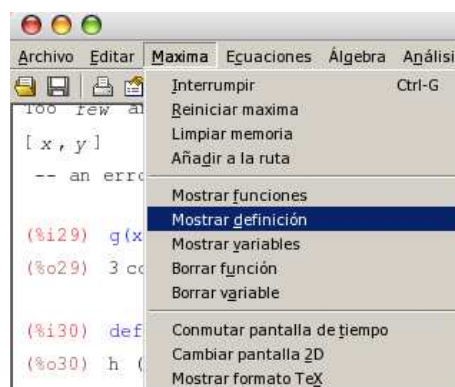 Archivo Editar Maxima Ecuaciones Álgebra Análisi
Interrumpir Ctrl-G
Reiniciar maxima
Limpiar memoria
Añadir a la ruta
Mostrar funciones
Mostrar definición
Mostrar variables
Borrar función
Borrar variable
Conmutar pantalla de tiempo
Cambiar pantalla 2D
Mostrar formato TeX
Too few a
[ x , y ]
-- an erro
(%i29) g(x
(%o29) 3 co
(%i30) def
(%o30) h (